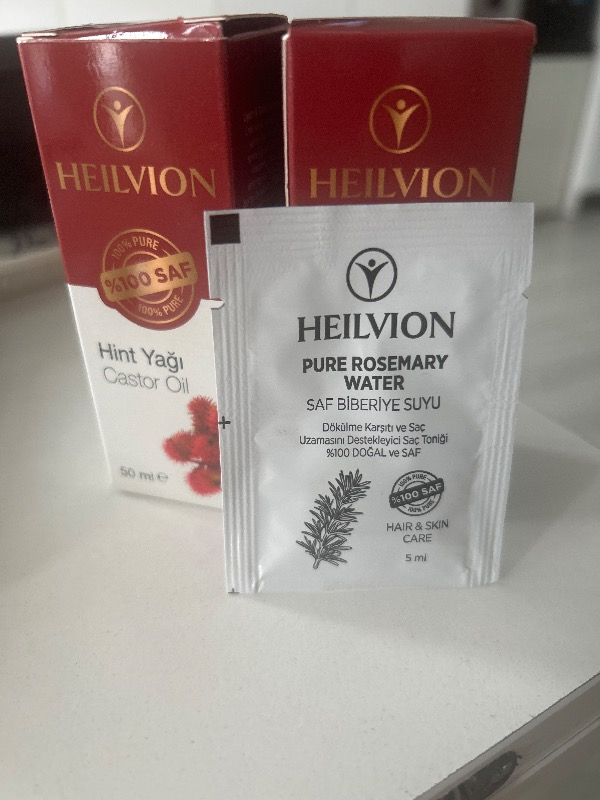 HEILVION
100% PURE
%100 SAF
100% PURE
Hint Yağı
Castor Oil
50 ml ℮
HEILVION
HEILVION
PURE ROSEMARY
WATER
SAF BİBERİYE SUYU
Dökülme Karşıtı ve Saç
Uzamasını Destekleyici Saç Toniği
%100 DOĞAL ve SAF
100% PURE
%100 SAF
100% PURE
HAIR & SKIN
CARE
5 ml